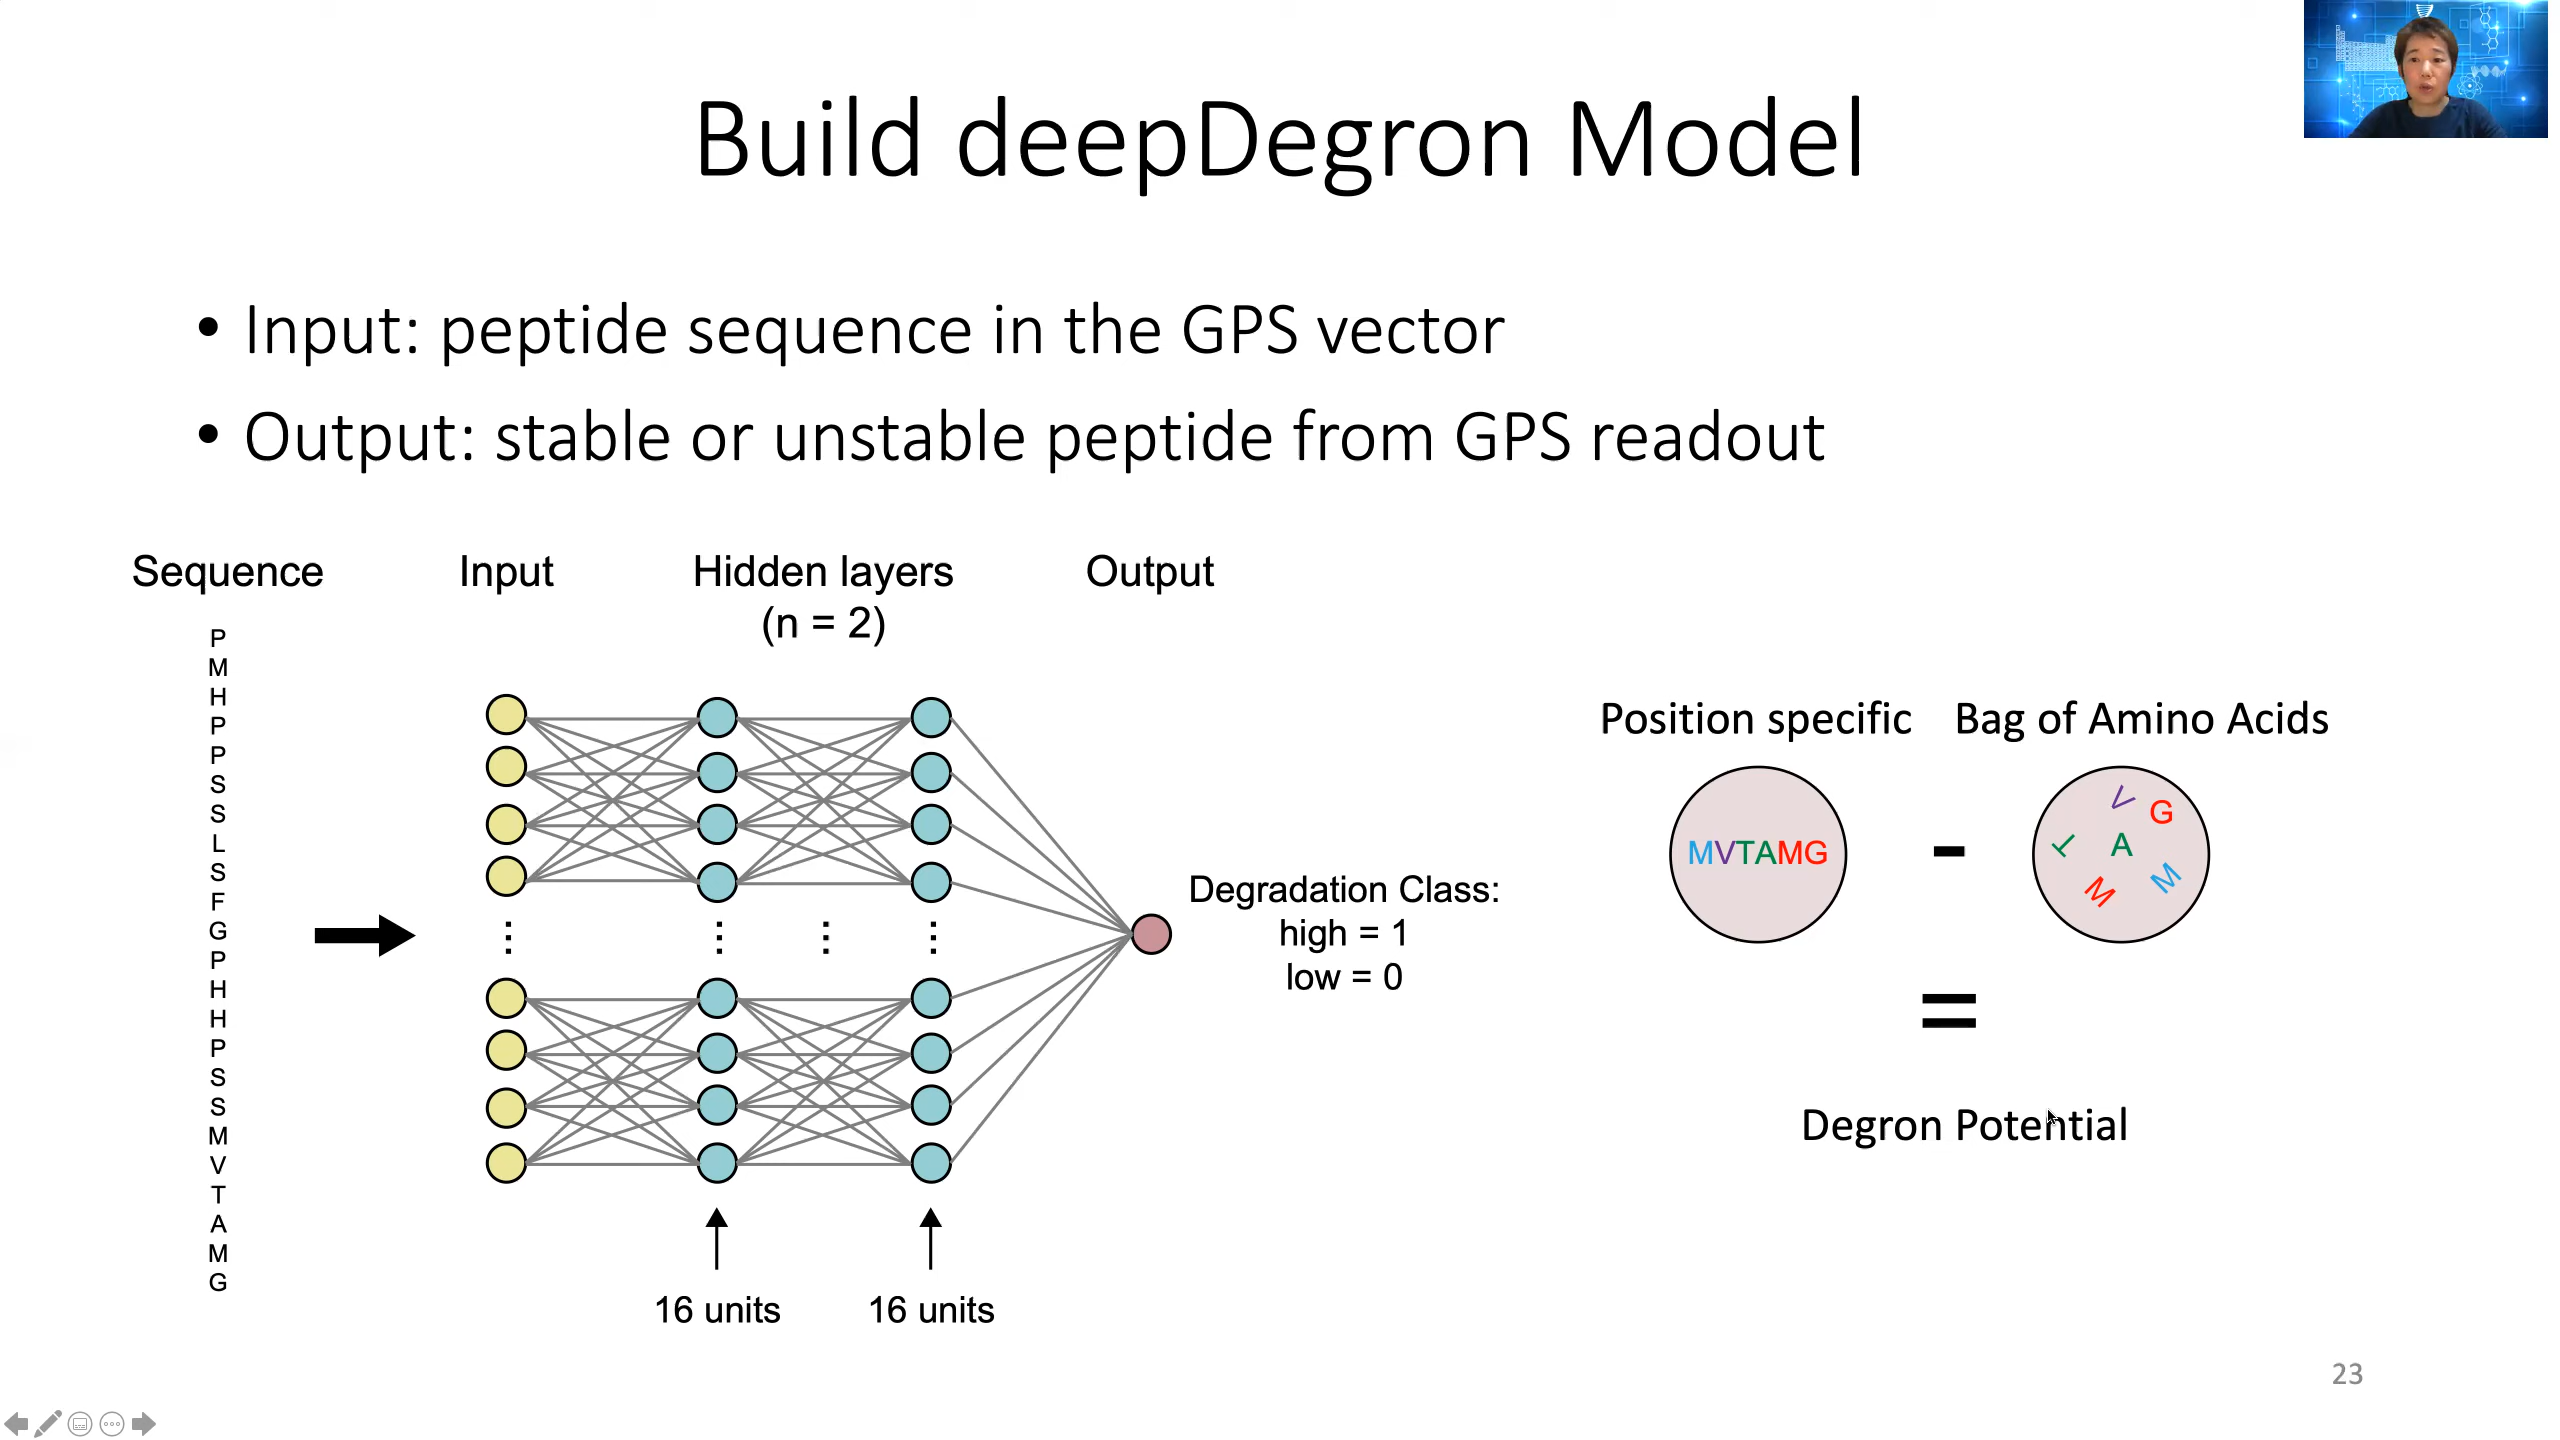 Build deepDegron Model
• Input: peptide sequence in the GPS vector
• Output: stable or unstable peptide from GPS readout
Sequence
Input
Hidden layers
(n = 2)
Output
P
M
H
P
P
S
S
L
S
F
G
P
H
H
P
S
S
M
V
T
A
M
G
16 units
16 units
Degradation Class:
high = 1
low = 0
Position specific
Bag of Amino Acids
MVTAMG
-
V
G
T
A
M
M
=
Degron Potential
23